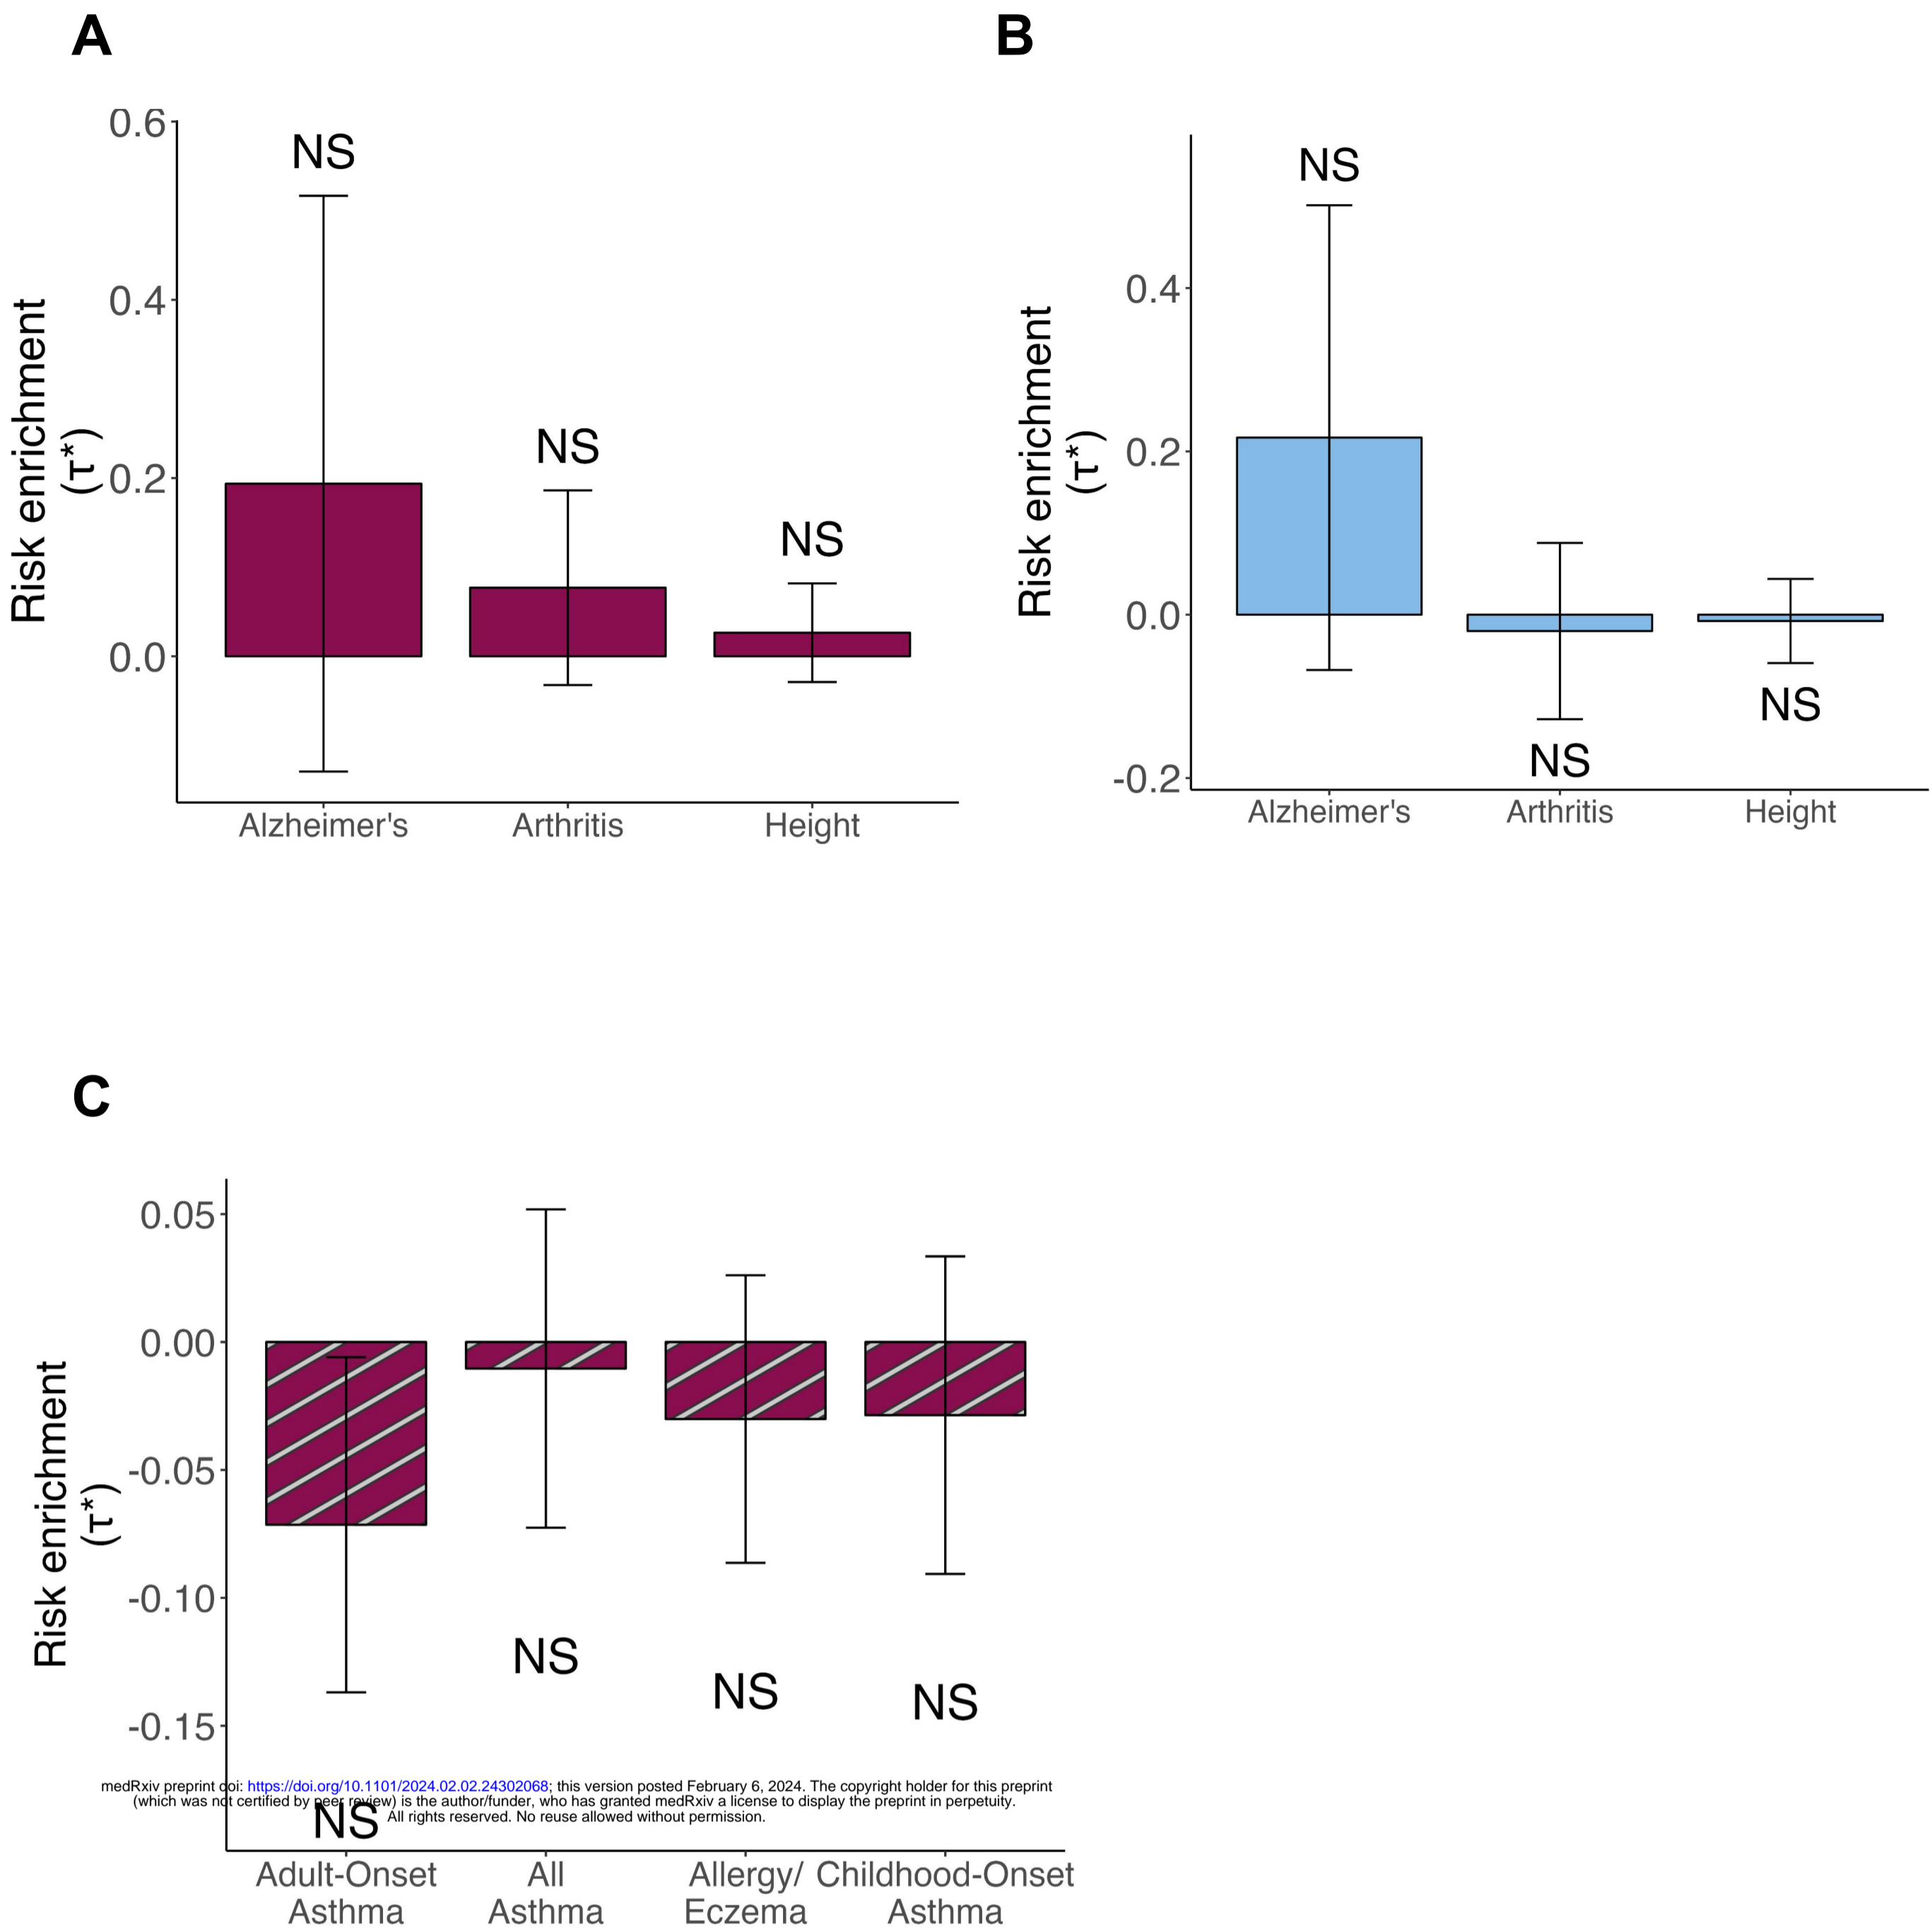 A
B
0.6
0.4
0.2
0.0
Risk enrichment
(τ*)
NS
NS
NS
Alzheimer's
Arthritis
Height
0.4
0.2
0.0
-0.2
Risk enrichment
(τ*)
NS
NS
NS
Alzheimer's
Arthritis
Height
C
0.05
0.00
-0.05
-0.10
-0.15
Risk enrichment
(τ*)
NS
NS
NS
medRxiv preprint doi: https://doi.org/10.1101/2024.02.02.24302068; this version posted February 6, 2024. The copyright holder for this preprint
(which was not certified by peer review) is the author/funder, who has granted medRxiv a license to display the preprint in perpetuity.
All rights reserved. No reuse allowed without permission.
NS
Adult-Onset
Asthma
All
Asthma
Allergy/
Eczema
Childhood-Onset
Asthma